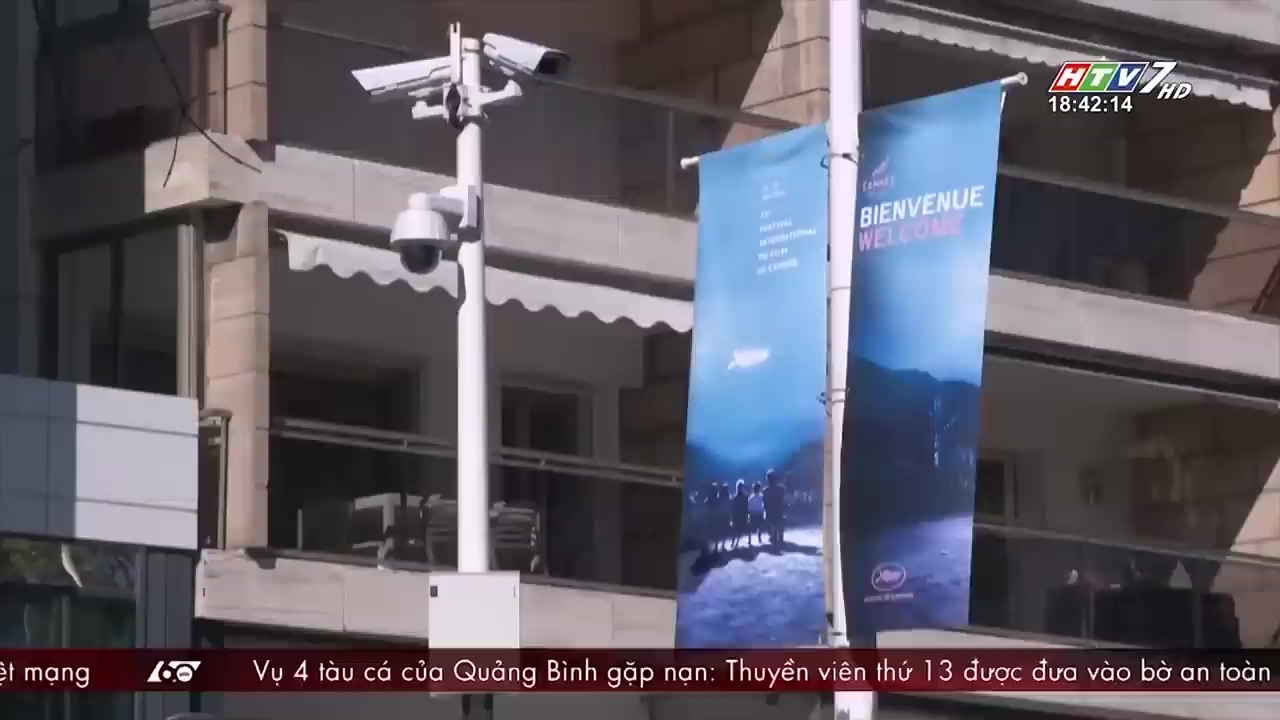 HTV7 HD
18:42:14
CANNES
BIENVENUE
WELCOME
FESTIVAL
INTERNATIONAL
DU FILM
DE CANNES
ệt mạng
60
Vụ 4 tàu cá của Quảng Bình gặp nạn: Thuyền viên thứ 13 được đưa vào bờ an toàn